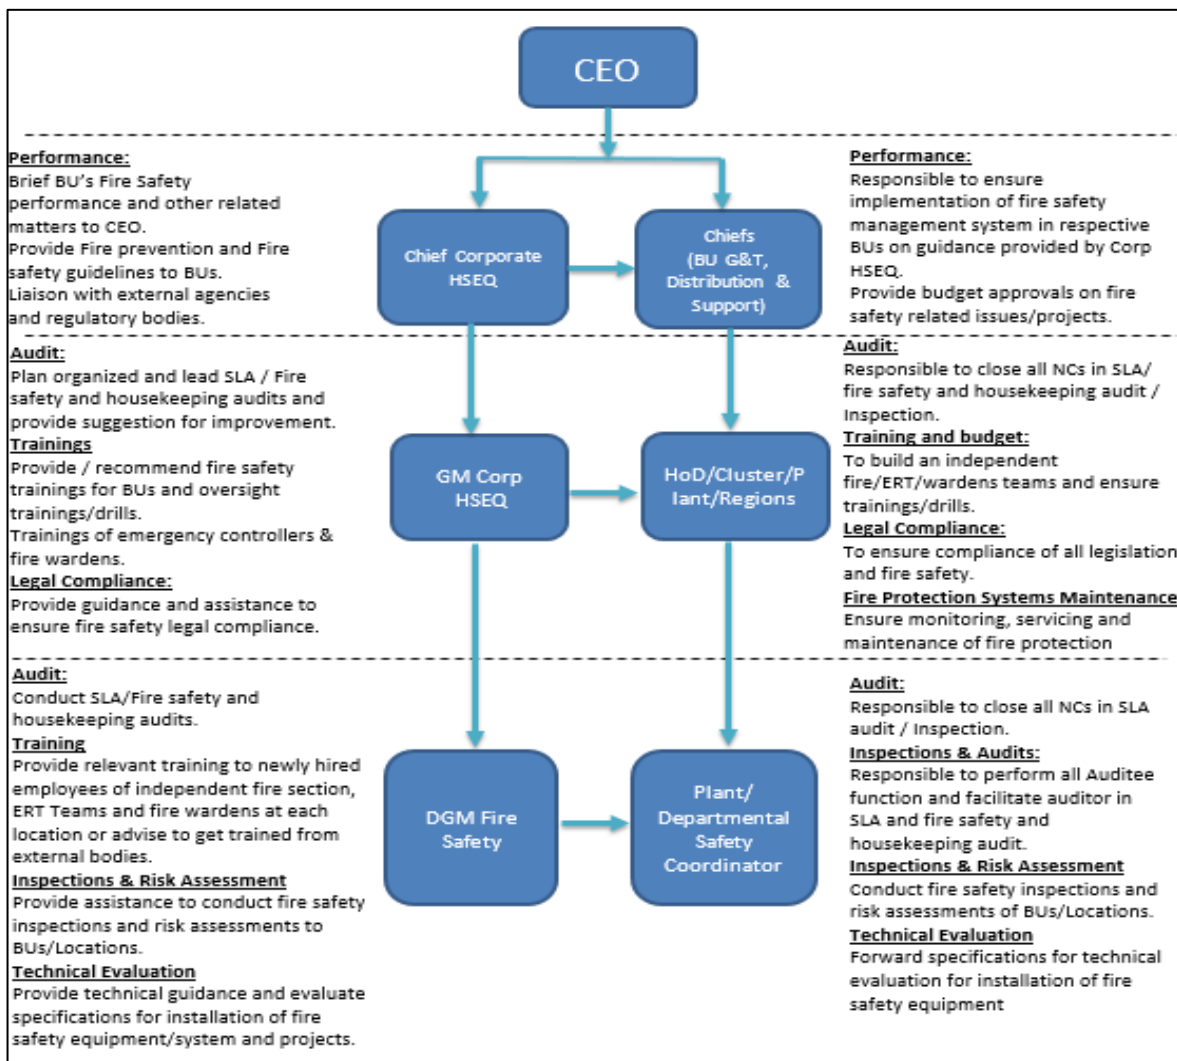 CEO
Performance:
Brief BU's Fire Safety
performance and other related
matters to CEO.
Provide Fire prevention and Fire
safety guidelines to BUs.
Liaison with external agencies
and regulatory bodies.
Chief Corporate
HSEQ
Chiefs
(BU G&T,
Distribution &
Support)
Performance:
Responsible to ensure
implementation of fire safety
management system in respective
BUs on guidance provided by Corp
HSEQ.
Provide budget approvals on fire
safety related issues/projects.
Audit:
Plan organized and lead SLA / Fire
safety and housekeeping audits and
provide suggestion for improvement.
Trainings
Provide / recommend fire safety
trainings for BUs and oversight
trainings/drills.
Trainings of emergency controllers &
fire wardens.
Legal Compliance:
Provide guidance and assistance to
ensure fire safety legal compliance.
GM Corp
HSEQ
HoD/Cluster/P
lant/Regions
Audit:
Responsible to close all NCs in SLA/
fire safety and housekeeping audit /
Inspection.
Training and budget:
To build an independent
fire/ERT/wardens teams and ensure
trainings/drills.
Legal Compliance:
To ensure compliance of all legislation
and fire safety.
Fire Protection Systems Maintenance
Ensure monitoring, servicing and
maintenance of fire protection
Audit:
Conduct SLA/Fire safety and
housekeeping audits.
Training
Provide relevant training to newly hired
employees of independent fire section,
ERT Teams and fire wardens at each
location or advise to get trained from
external bodies.
Inspections & Risk Assessment
Provide assistance to conduct fire safety
inspections and risk assessments to
BUs/Locations.
Technical Evaluation
Provide technical guidance and evaluate
specifications for installation of fire
safety equipment/system and projects.
DGM Fire
Safety
Plant/
Departmental
Safety
Coordinator
Audit:
Responsible to close all NCs in SLA
audit / Inspection.
Inspections & Audits:
Responsible to perform all Auditee
function and facilitate auditor in
SLA and fire safety and
housekeeping audit.
Inspections & Risk Assessment
Conduct fire safety inspections and
risk assessments of BUs/Locations.
Technical Evaluation
Forward specifications for technical
evaluation for installation of fire
safety equipment